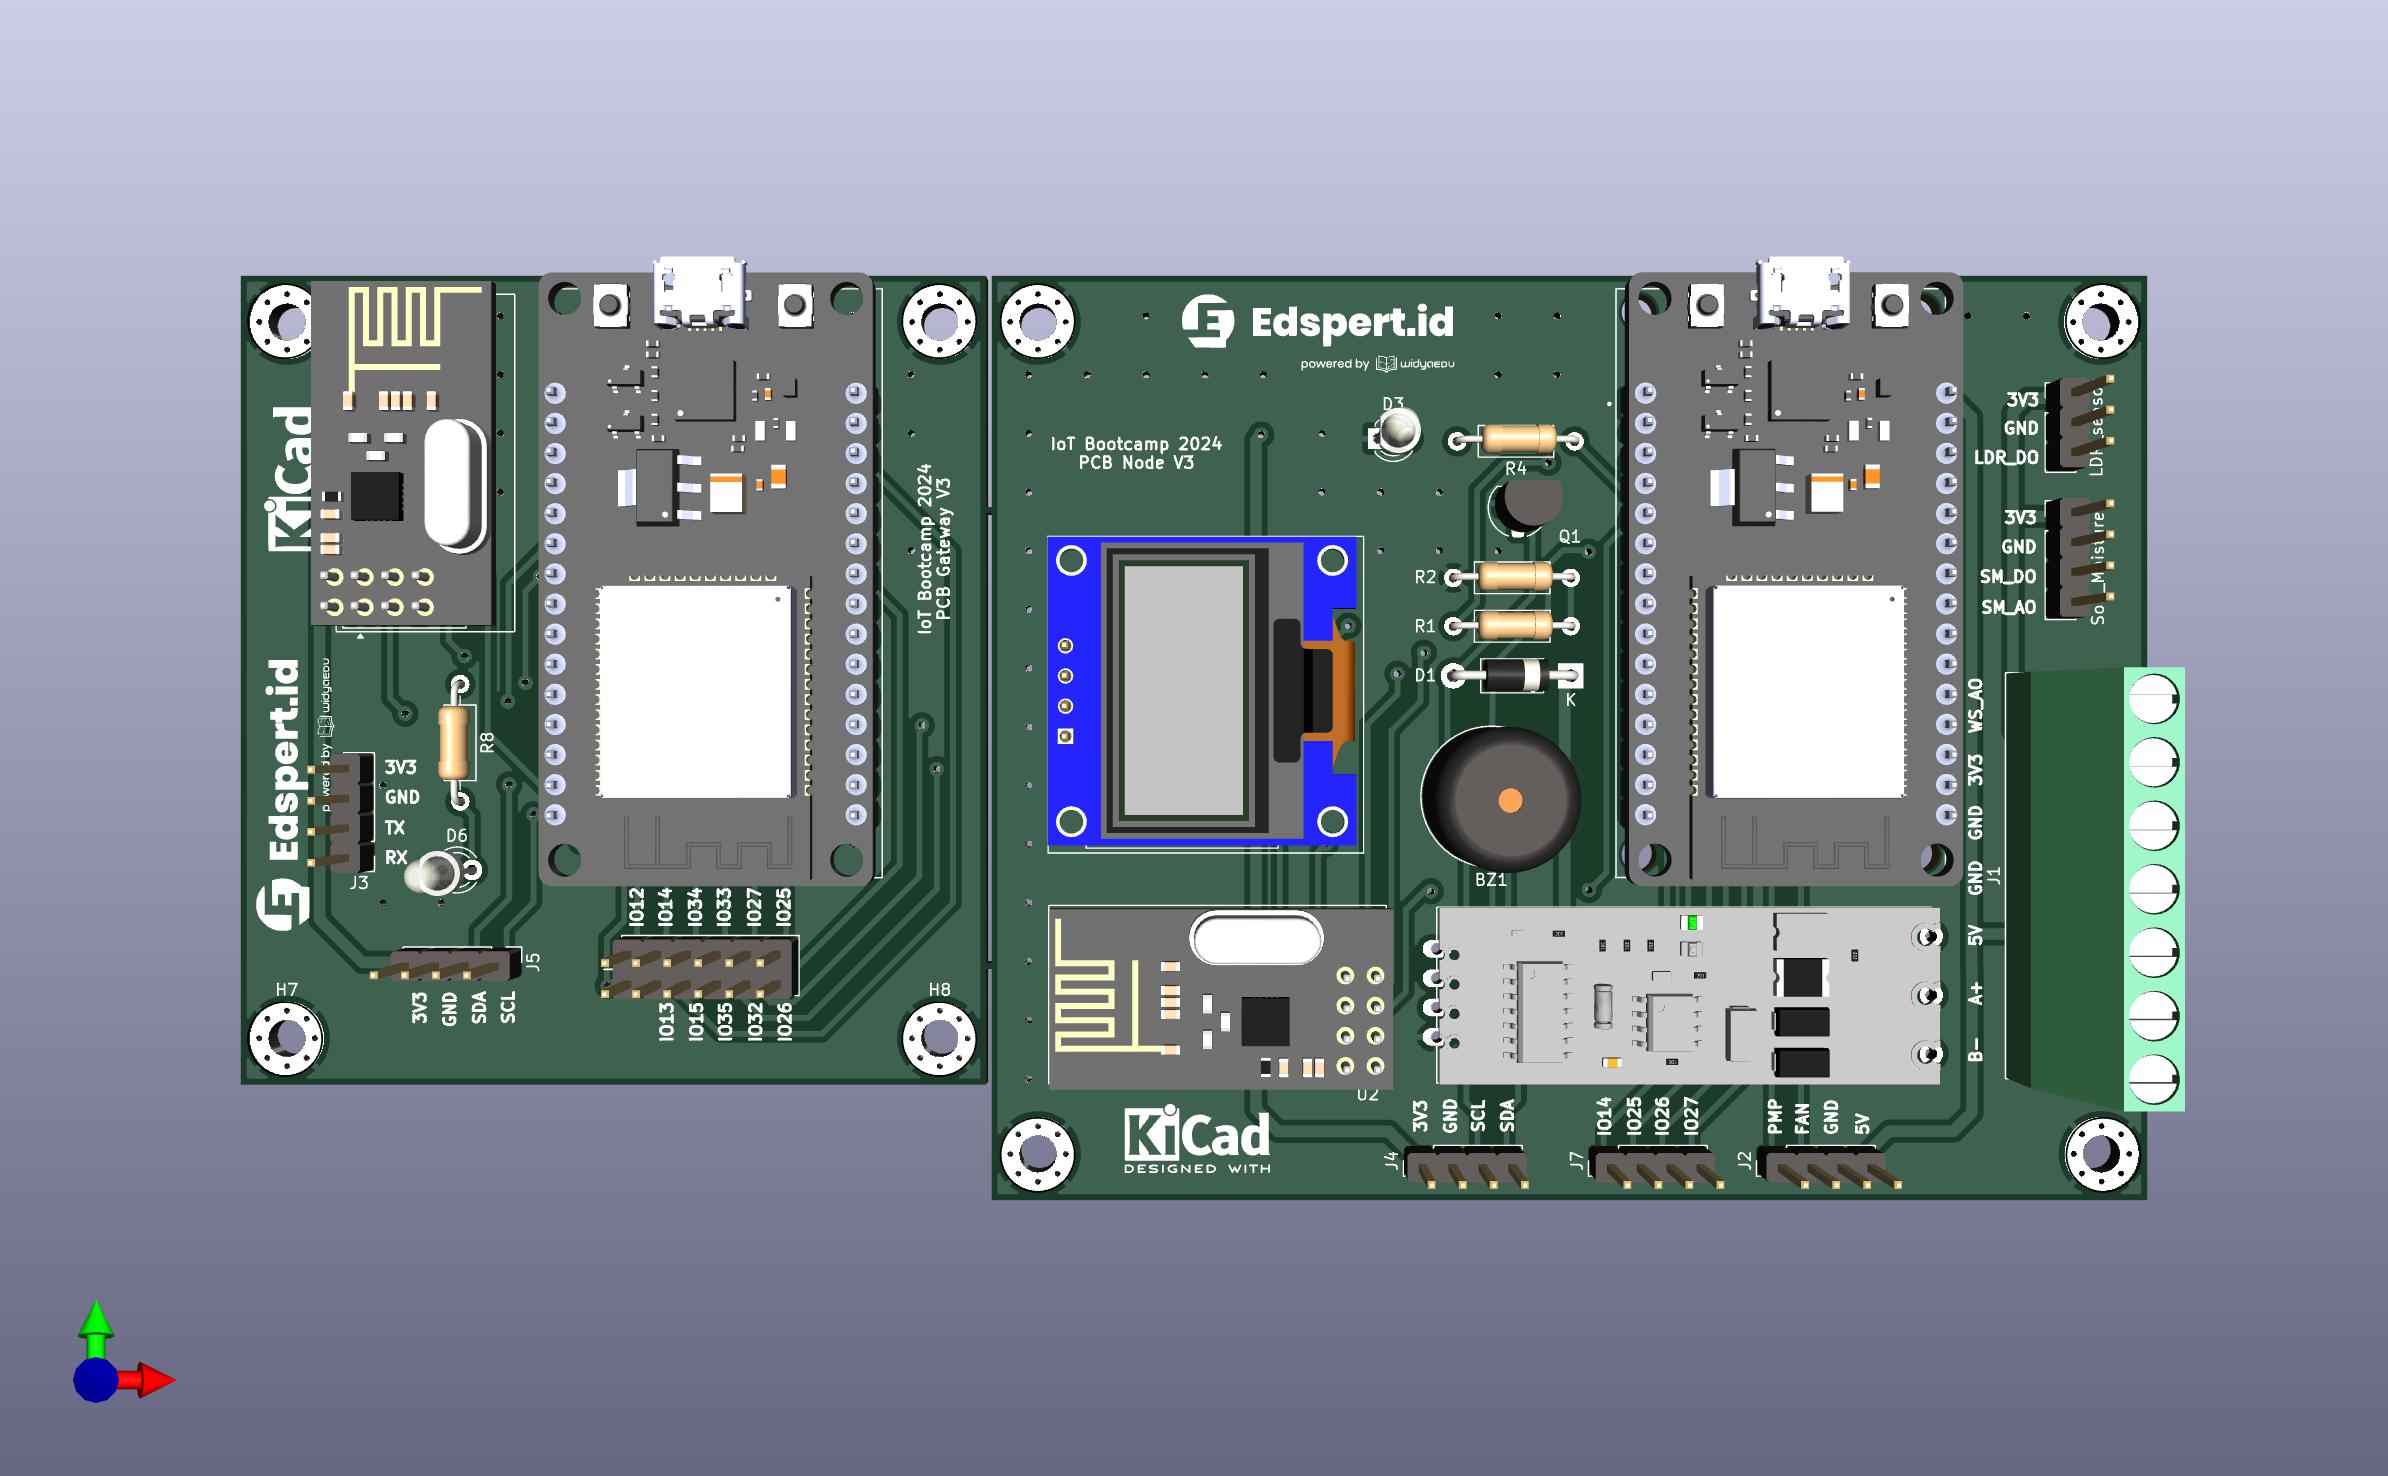 KiCad
Edspert.id
powered by widyaedu
IoT Bootcamp 2024
PCB Gateway V3
R8
D6
3V3
GND
TX
RX
J3
J5
3V3
GND
SDA
SCL
IO12
IO14
IO34
IO33
IO27
IO25
IO13
IO15
IO35
IO32
IO26
H7
H8
Edspert.id
powered by widyaedu
IoT Bootcamp 2024
PCB Node V3
D3
R4
Q1
R2
R1
D1
K
BZ1
U2
KiCad
DESIGNED WITH
3V3
GND
SCL
SDA
J4
IO14
IO25
IO26
IO27
J7
PMP
FAN
GND
5V
J2
3V3
GND
LDR_DO
3V3
GND
SM_DO
SM_AO
WS_AO
3V3
GND
GND
5V
A+
B-
J1